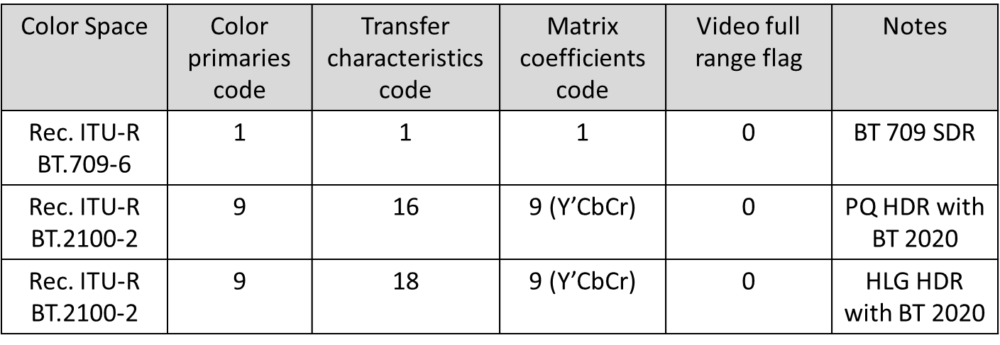 Color Space
Color
primaries
code
Transfer
characteristics
code
Matrix
coefficients
code
Video full
range flag
Notes
Rec. ITU-R
BT.709-6
1
1
1
0
BT 709 SDR
Rec. ITU-R
BT.2100-2
9
16
9 (Y’CbCr)
0
PQ HDR with
BT 2020
Rec. ITU-R
BT.2100-2
9
18
9 (Y’CbCr)
0
HLG HDR
with BT 2020